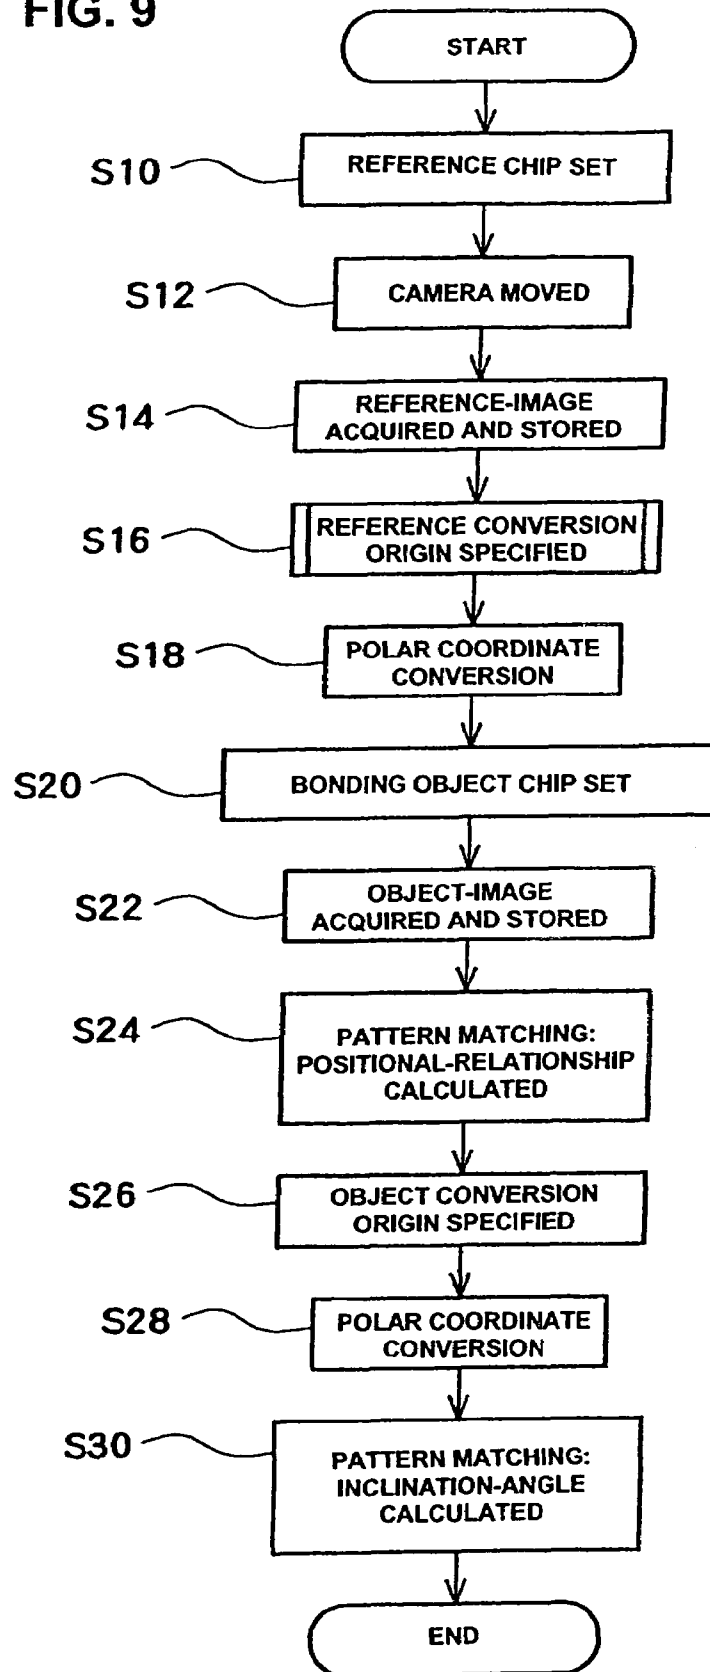 FIG. 9
START
S10
REFERENCE CHIP SET
S12
CAMERA MOVED
S14
REFERENCE-IMAGE
ACQUIRED AND STORED
S16
REFERENCE CONVERSION
ORIGIN SPECIFIED
S18
POLAR COORDINATE
CONVERSION
S20
BONDING OBJECT CHIP SET
S22
OBJECT-IMAGE
ACQUIRED AND STORED
S24
PATTERN MATCHING:
POSITIONAL-RELATIONSHIP
CALCULATED
S26
OBJECT CONVERSION
ORIGIN SPECIFIED
S28
POLAR COORDINATE
CONVERSION
S30
PATTERN MATCHING:
INCLINATION-ANGLE
CALCULATED
END